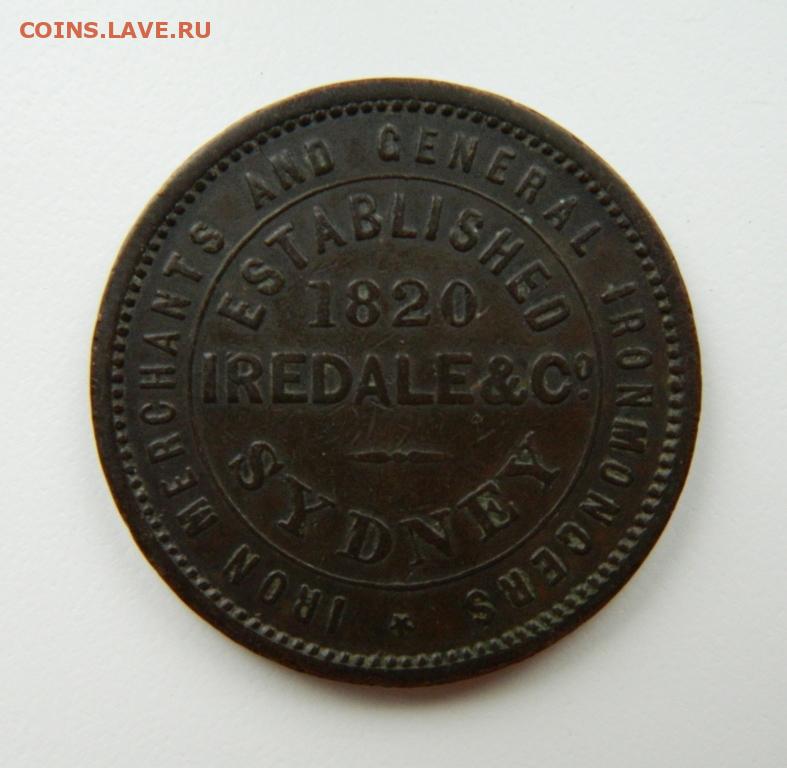 COINS.LAVE.RU
IRON MERCHANTS AND GENERAL IRONMONGERS
ESTABLISHED
1820
IREDALE & Cº.
SYDNEY